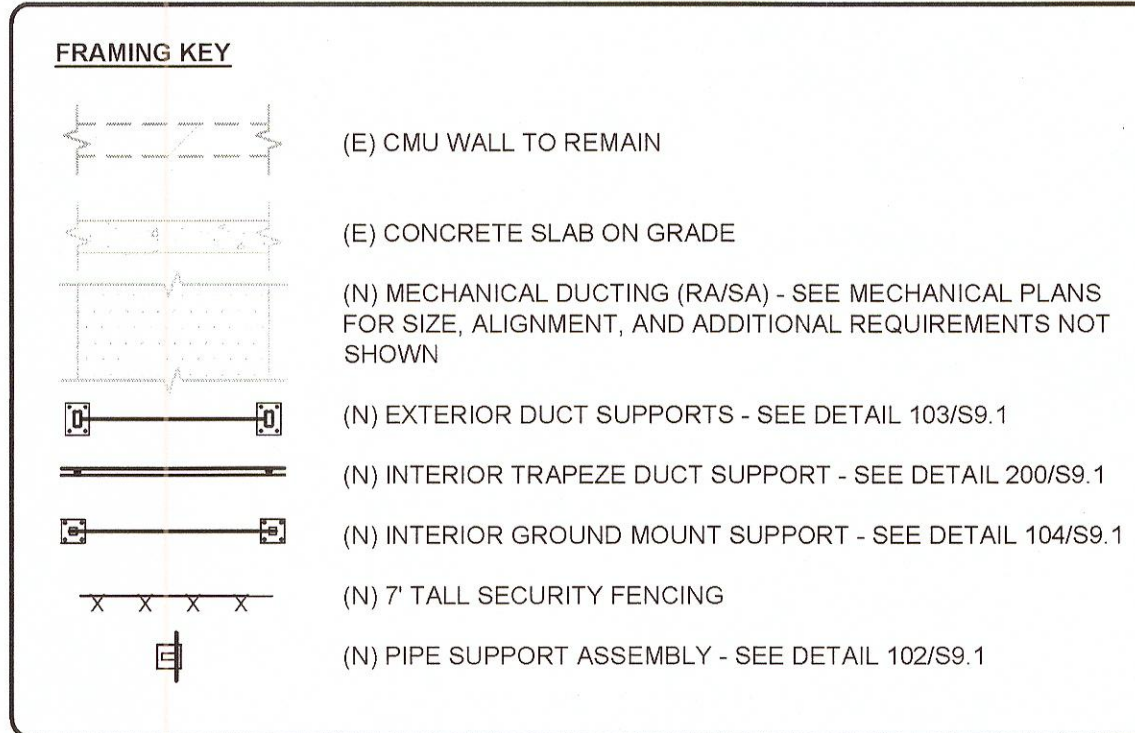 FRAMING KEY
(E) CMU WALL TO REMAIN
(E) CONCRETE SLAB ON GRADE
(N) MECHANICAL DUCTING (RA/SA) - SEE MECHANICAL PLANS
FOR SIZE, ALIGNMENT, AND ADDITIONAL REQUIREMENTS NOT
SHOWN
(N) EXTERIOR DUCT SUPPORTS - SEE DETAIL 103/S9.1
(N) INTERIOR TRAPEZE DUCT SUPPORT - SEE DETAIL 200/S9.1
(N) INTERIOR GROUND MOUNT SUPPORT - SEE DETAIL 104/S9.1
(N) 7' TALL SECURITY FENCING
(N) PIPE SUPPORT ASSEMBLY - SEE DETAIL 102/S9.1